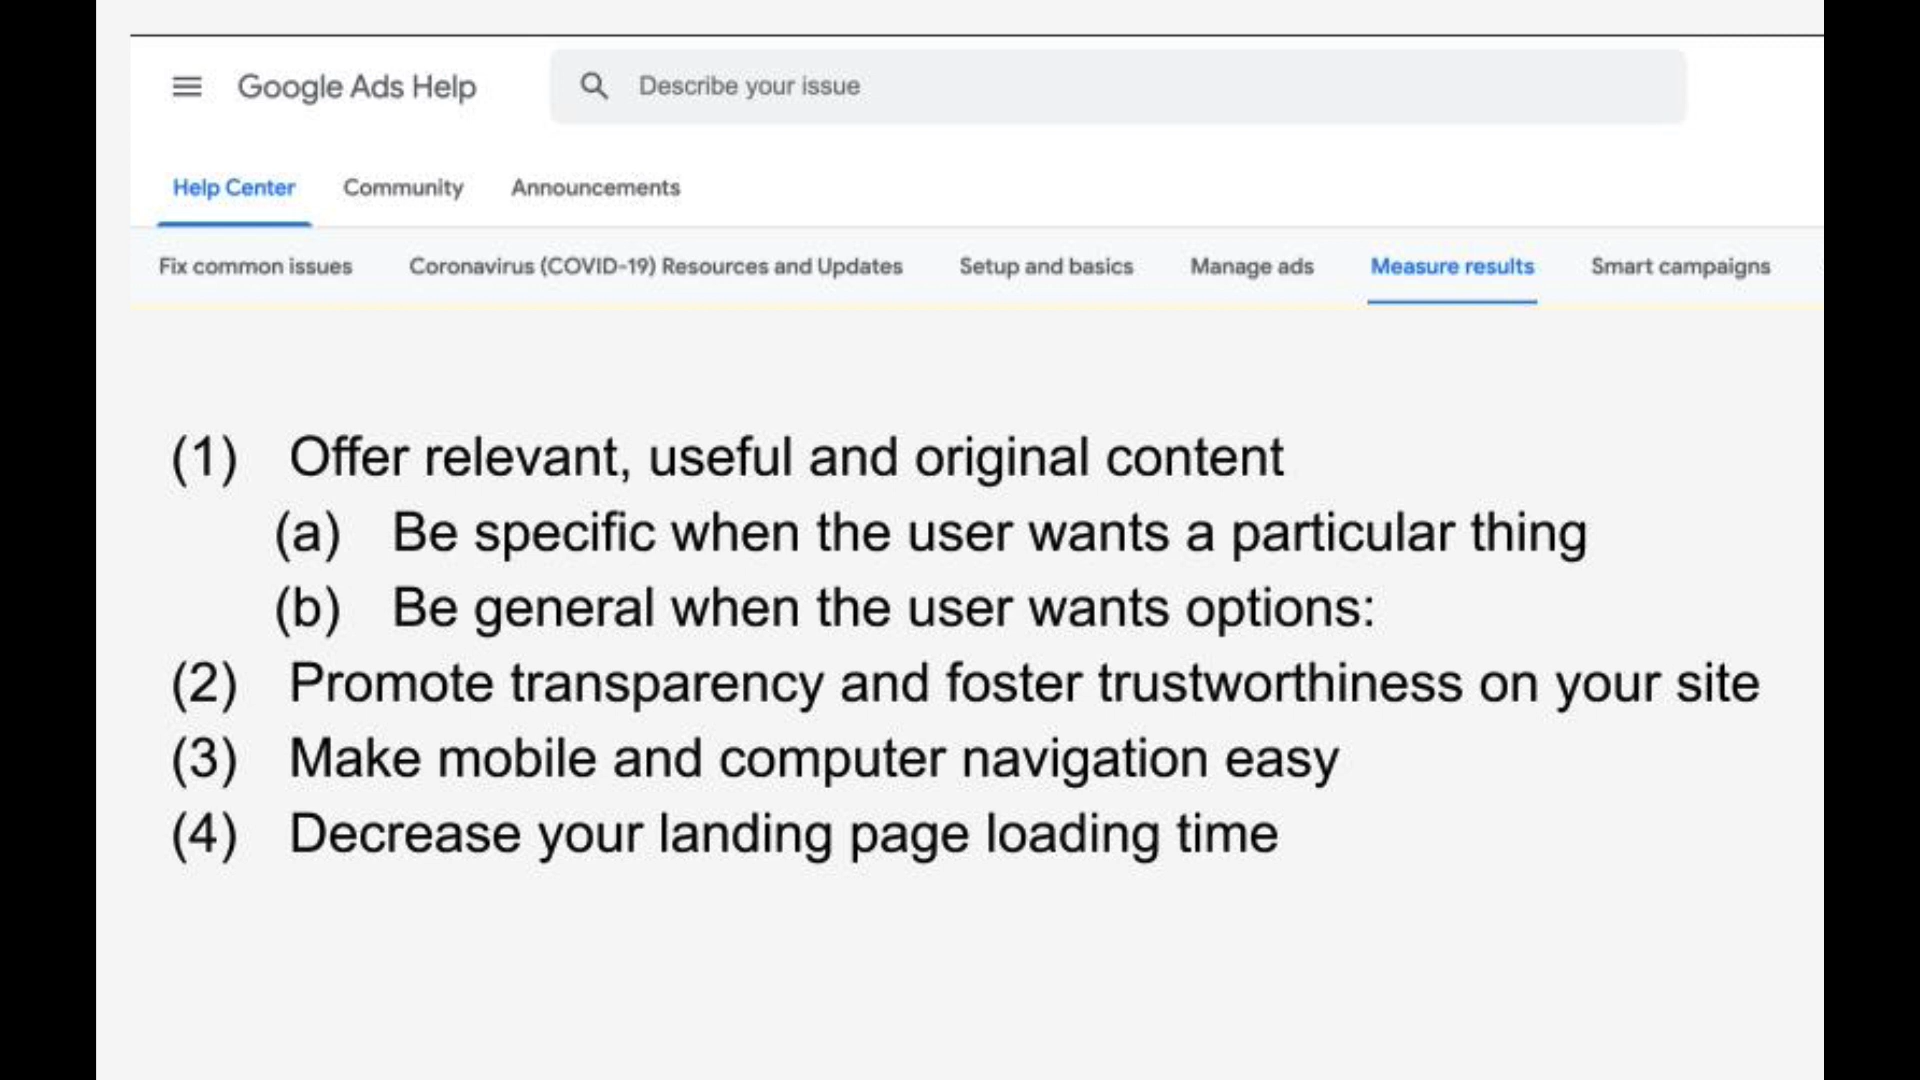 Google Ads Help
Describe your issue
Help Center Community Announcements
Fix common issues Coronavirus (COVID-19) Resources and Updates Setup and basics Manage ads Measure results Smart campaigns
(1) Offer relevant, useful and original content
(a) Be specific when the user wants a particular thing
(b) Be general when the user wants options:
(2) Promote transparency and foster trustworthiness on your site
(3) Make mobile and computer navigation easy
(4) Decrease your landing page loading time